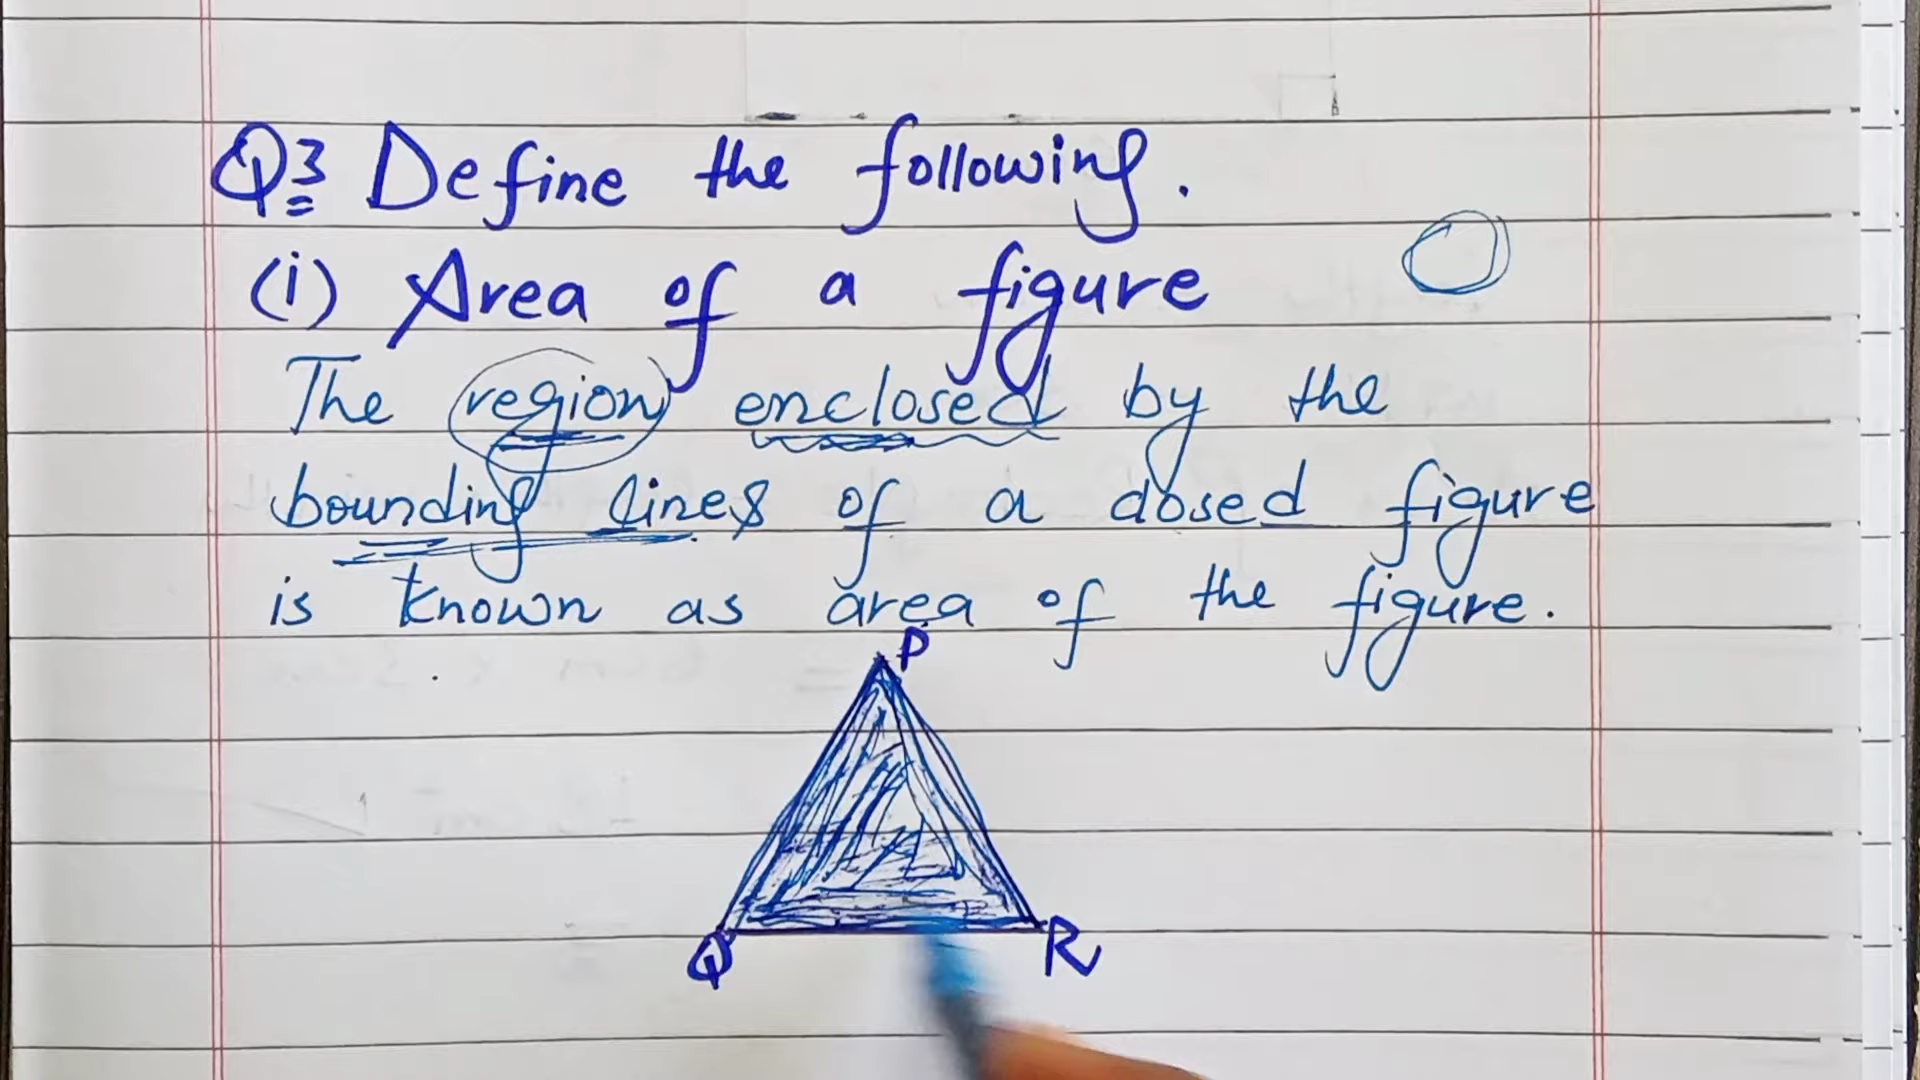 Q3 Define the following.
(i) Area of a figure
The region enclosed by the
bounding lines of a closed figure
is known as area of the figure.
P
Q R